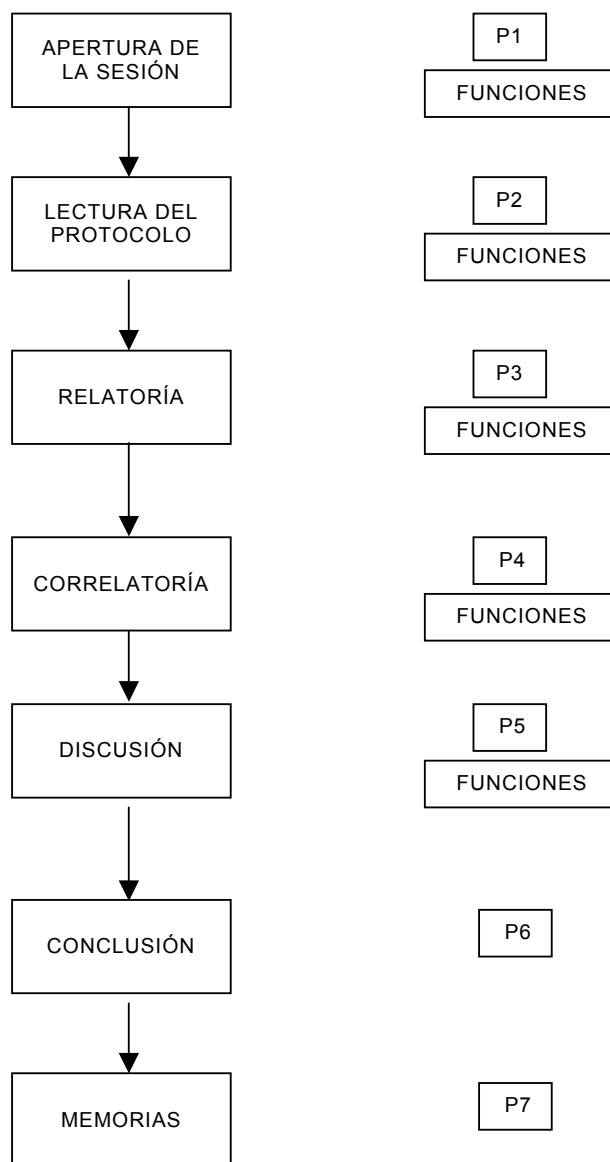 APERTURA DE
LA SESIÓN
P1
FUNCIONES
LECTURA DEL
PROTOCOLO
P2
FUNCIONES
RELATORÍA
P3
FUNCIONES
CORRELATORÍA
P4
FUNCIONES
DISCUSIÓN
P5
FUNCIONES
CONCLUSIÓN
P6
MEMORIAS
P7